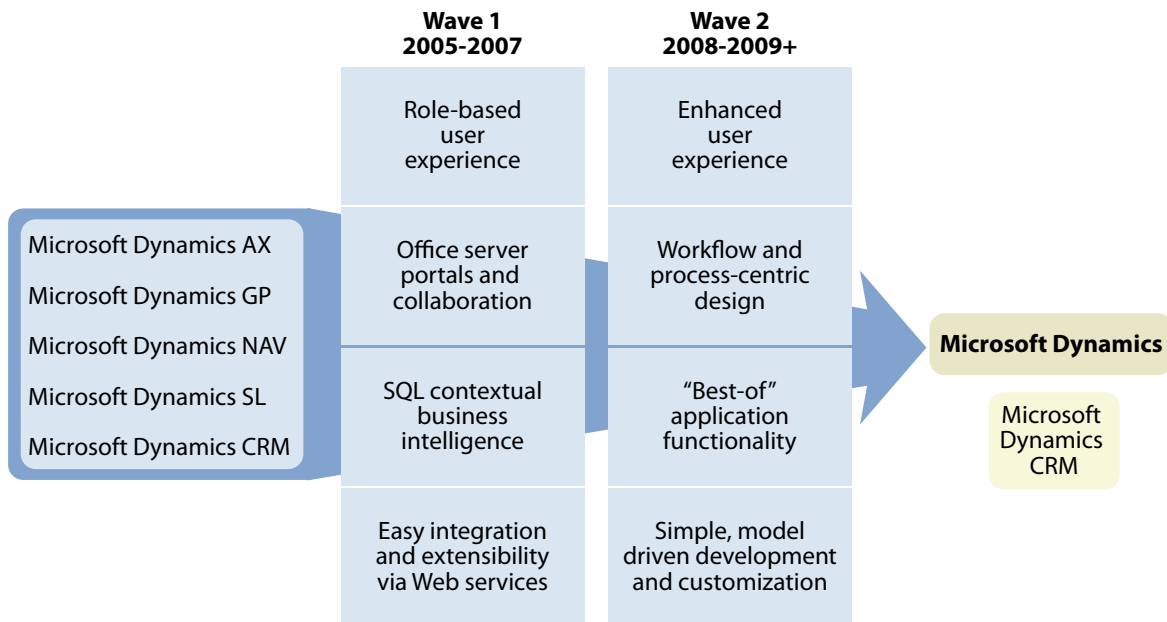 Wave 1
2005-2007
Wave 2
2008-2009+
Microsoft Dynamics AX
Microsoft Dynamics GP
Microsoft Dynamics NAV
Microsoft Dynamics SL
Microsoft Dynamics CRM
Role-based
user
experience
Office server
portals and
collaboration
SQL contextual
business
intelligence
Easy integration
and extensibility
via Web services
Enhanced
user
experience
Workflow and
process-centric
design
“Best-of”
application
functionality
Simple, model
driven development
and customization
Microsoft Dynamics
Microsoft
Dynamics
CRM